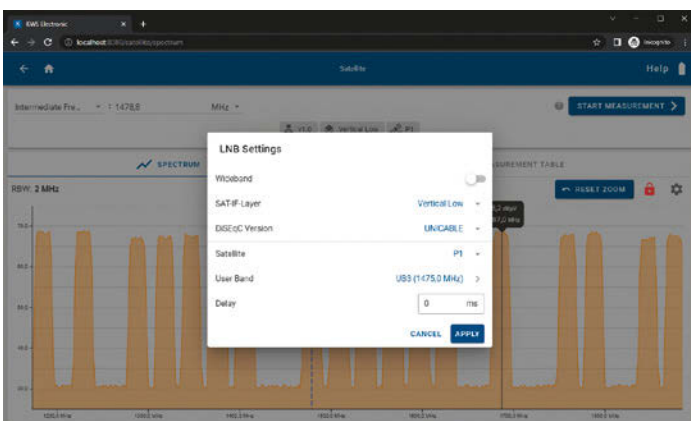 KWS Electronic
localhost
Incognito
Satellite
Help
Intermediate Fre...
1478,8
MHz
START MEASUREMENT
v1.0
Vertical Low
P1
SPECTRUM
MEASUREMENT TABLE
RBW: 2 MHz
RESET ZOOM
LNB Settings
Wideband
SAT-IF-Layer
Vertical Low
DiSEqC Version
UNICABLE
Satellite
P1
User Band
UB3 (1475,0 MHz)
Delay
0
ms
CANCEL
APPLY